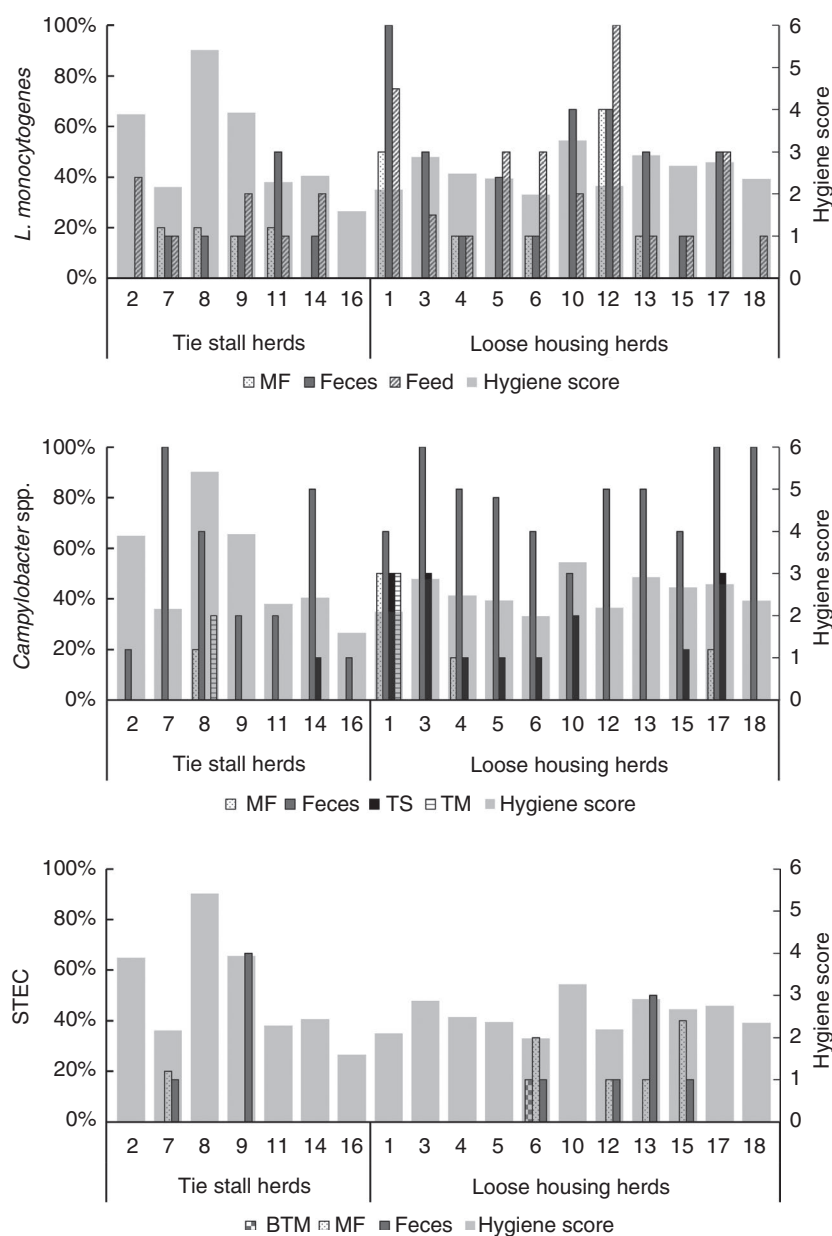 100%
80%
60%
40%
20%
0%
L. monocytogenes
6
5
4
3
2
1
0
Hygiene score
2 7 8 9 11 14 16 1 3 4 5 6 10 12 13 15 17 18
Tie stall herds Loose housing herds
MF Feces Feed Hygiene score
100%
80%
60%
40%
20%
0%
Campylobacter spp.
6
5
4
3
2
1
0
Hygiene score
2 7 8 9 11 14 16 1 3 4 5 6 10 12 13 15 17 18
Tie stall herds Loose housing herds
MF Feces TS TM Hygiene score
100%
80%
60%
40%
20%
0%
STEC
6
5
4
3
2
1
0
Hygiene score
2 7 8 9 11 14 16 1 3 4 5 6 10 12 13 15 17 18
Tie stall herds Loose housing herds
BTM MF Feces Hygiene score